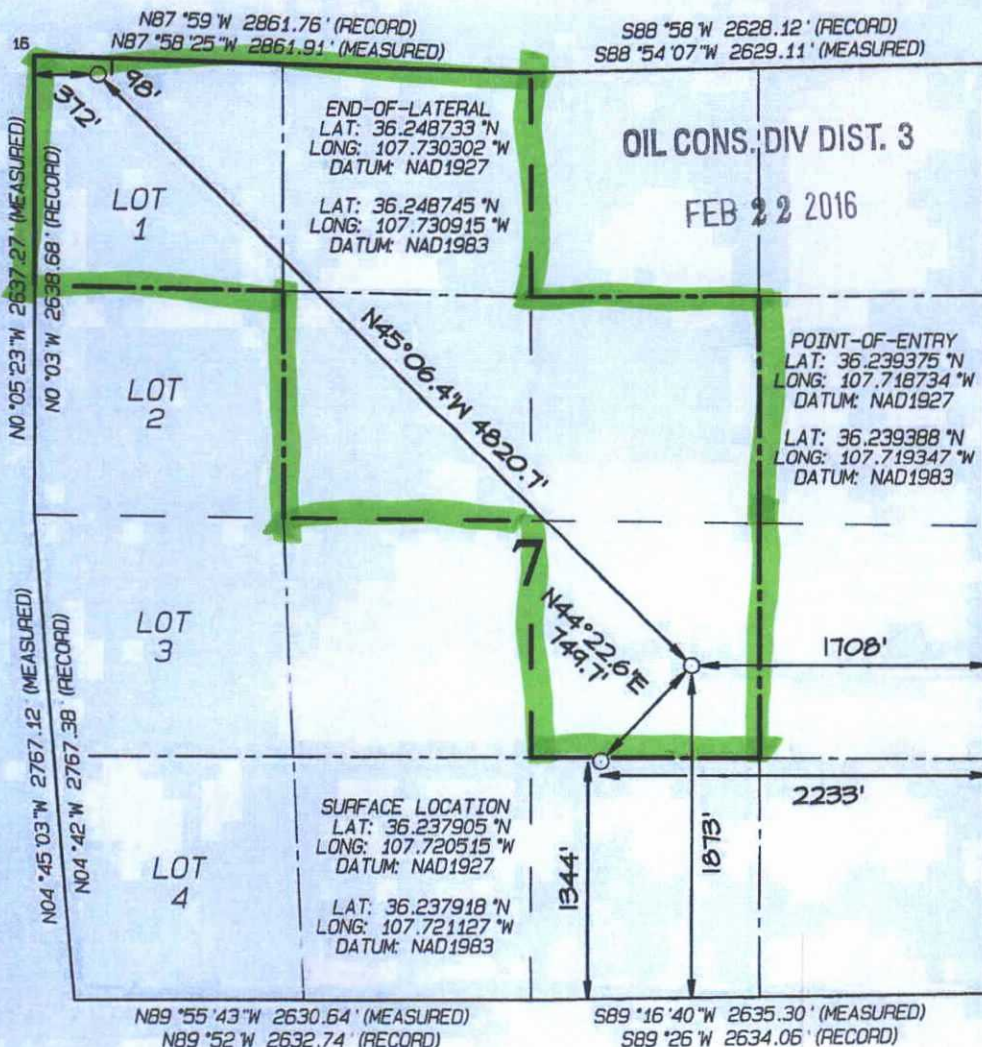 N87°59'W 2861.76' (RECORD)
N87°58'25"W 2861.91' (MEASURED)
S88°58'W 2628.12' (RECORD)
S88°54'07"W 2629.11' (MEASURED)
372'
98'
END-OF-LATERAL
LAT: 36.248733°N
LONG: 107.730302°W
DATUM: NAD1927
LAT: 36.248745°N
LONG: 107.730915°W
DATUM: NAD1983
OIL CONS. DIV DIST. 3
FEB 22 2016
N0°05'23"W 2637.27' (MEASURED)
N0°03'W 2638.68' (RECORD)
LOT
1
N45°06.4'W 4820.7'
POINT-OF-ENTRY
LAT: 36.239375°N
LONG: 107.718734°W
DATUM: NAD1927
LAT: 36.239388°N
LONG: 107.719347°W
DATUM: NAD1983
LOT
2
7
LOT
3
N44°22.6'E
749.7'
1708'
2233'
N04°45'03"W 2767.12' (MEASURED)
N04°42'W 2767.38' (RECORD)
LOT
4
SURFACE LOCATION
LAT: 36.237905°N
LONG: 107.720515°W
DATUM: NAD1927
LAT: 36.237918°N
LONG: 107.721127°W
DATUM: NAD1983
1344'
1873'
N89°55'43"W 2630.64' (MEASURED)
N89°52'W 2632.74' (RECORD)
S89°16'40"W 2635.30' (MEASURED)
S89°26'W 2634.06' (RECORD)